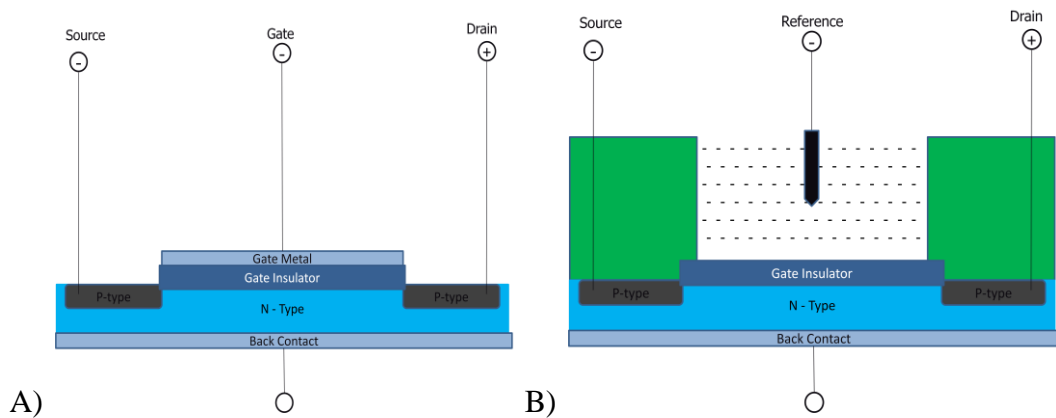 Source
Gate
Drain
-
-
+
Gate Metal
Gate Insulator
P-type
P-type
N - Type
Back Contact
A)
Reference
Drain
Source
-
-
+
Gate Insulator
P-type
P-type
N - Type
Back Contact
B)